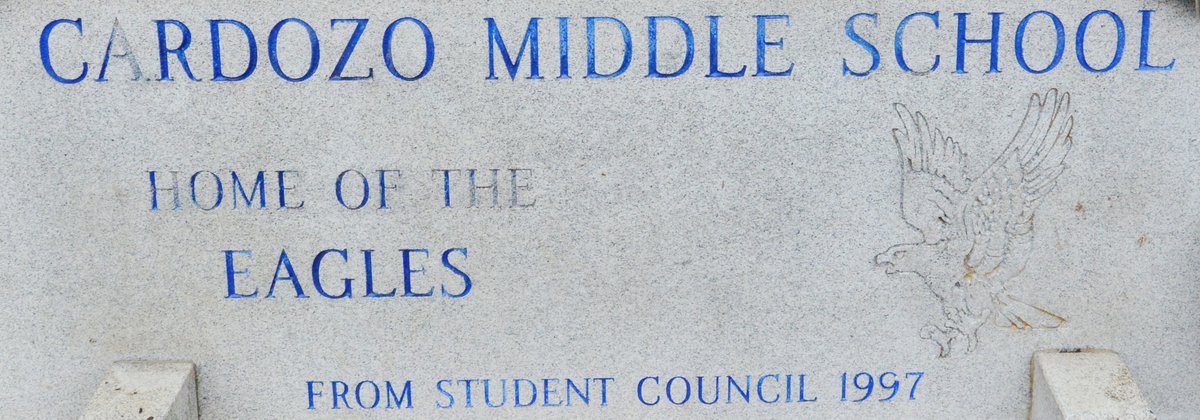 CARDOZO MIDDLE SCHOOL
HOME OF THE
EAGLES
FROM STUDENT COUNCIL 1997